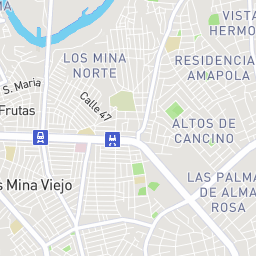 VISTA
HERMO
MA
LOS MINA
NORTE
RESIDENCIA
AMAPOLA
S. Maria
Calle 47
Frutas
ALTOS DE
CANCINO
LAS PALMA
DE ALMA
ROSA
s Mina Viejo